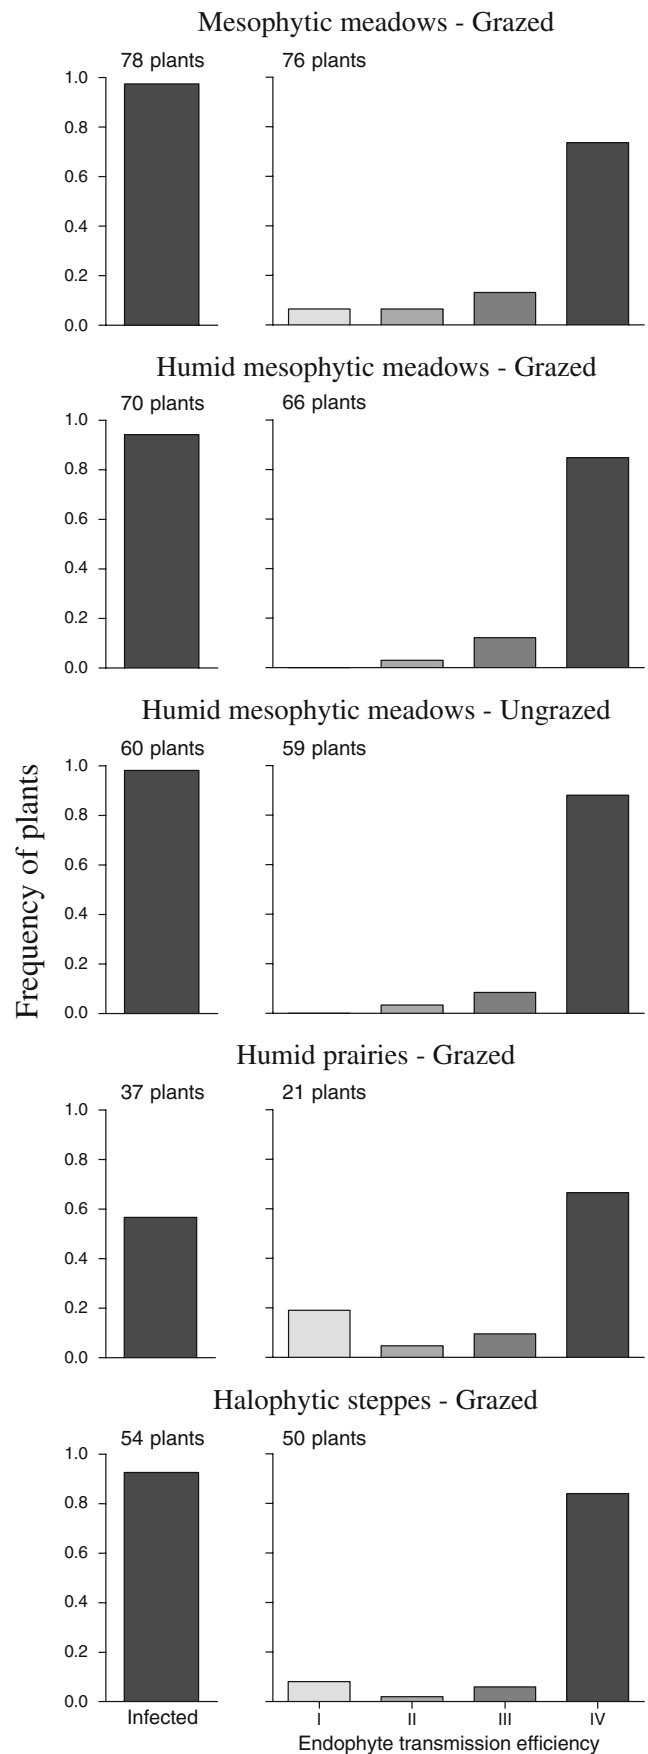 Mesophytic meadows - Grazed
78 plants 76 plants
1.0
0.8
0.6
0.4
0.2
0.0
Humid mesophytic meadows - Grazed
70 plants 66 plants
1.0
0.8
0.6
0.4
0.2
0.0
Humid mesophytic meadows - Ungrazed
60 plants 59 plants
1.0
0.8
0.6
0.4
0.2
0.0
Frequency of plants
Humid prairies - Grazed
37 plants 21 plants
1.0
0.8
0.6
0.4
0.2
0.0
Halophytic steppes - Grazed
54 plants 50 plants
1.0
0.8
0.6
0.4
0.2
0.0
Infected I II III IV
Endophyte transmission efficiency